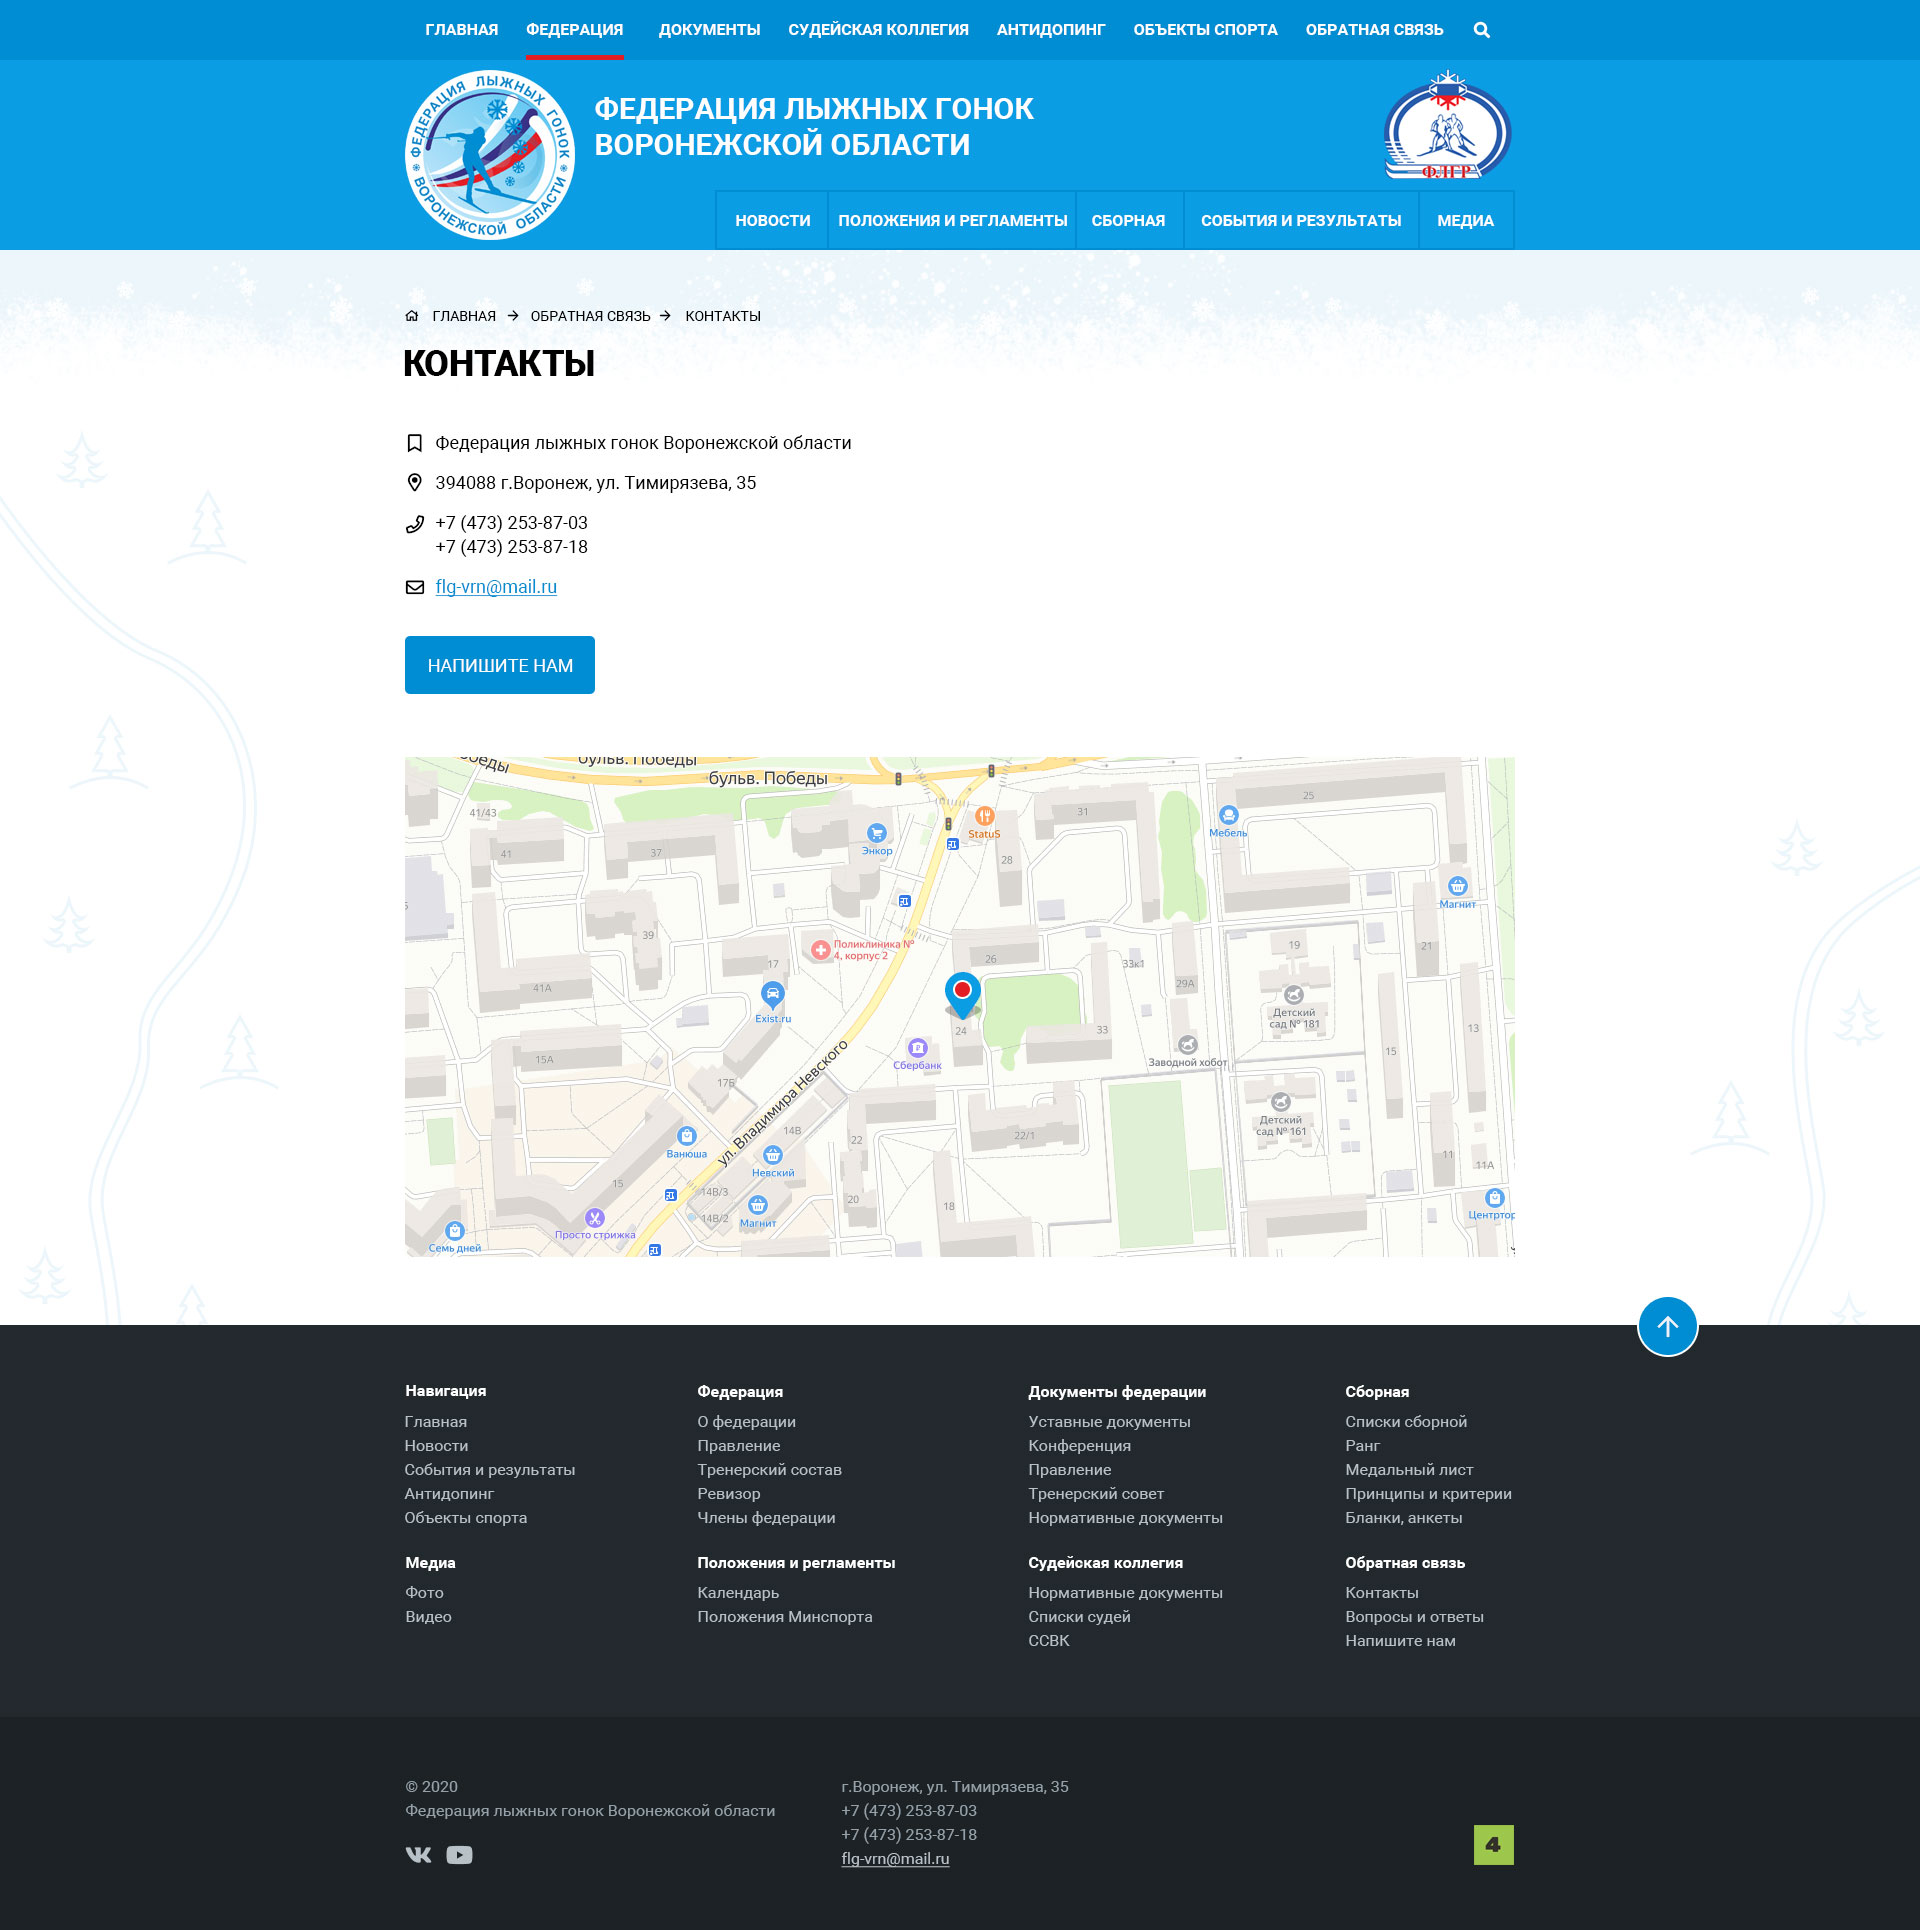 ГЛАВНАЯ ФЕДЕРАЦИЯ ДОКУМЕНТЫ СУДЕЙСКАЯ КОЛЛЕГИЯ АНТИДОПИНГ ОБЪЕКТЫ СПОРТА ОБРАТНАЯ СВЯЗЬ
ФЕДЕРАЦИЯ ЛЫЖНЫХ ГОНОК
ВОРОНЕЖСКОЙ ОБЛАСТИ
ФЕДЕРАЦИЯ ЛЫЖНЫХ ГОНОК
ВОРОНЕЖСКОЙ ОБЛАСТИ
ФЛГР
НОВОСТИ ПОЛОЖЕНИЯ И РЕГЛАМЕНТЫ СБОРНАЯ СОБЫТИЯ И РЕЗУЛЬТАТЫ МЕДИА
ГЛАВНАЯ → ОБРАТНАЯ СВЯЗЬ → КОНТАКТЫ
КОНТАКТЫ
Федерация лыжных гонок Воронежской области
394088 г.Воронеж, ул. Тимирязева, 35
+7 (473) 253-87-03
+7 (473) 253-87-18
flg-vrn@mail.ru
НАПИШИТЕ НАМ
бульв. Победы
бульв. Победы
41/43
41
37
Энкор
StatuS
31
28
Мебель
25
Магнит
39
Поликлиника №
4, корпус 2
17
Exist.ru
26
33к1
29А
19
21
41А
24
33
Детский
сад № 181
13
15А
17Б
Сбербанк
Заводной хобот
15
ул. Владимира Невского
Ванюша
14В
Невский
22
22/1
Детский
сад № 161
11
11А
15
14В/3
14В/2
Магнит
20
18
Просто стрижка
Семь дней
Центртор
Навигация
Главная
Новости
События и результаты
Антидопинг
Объекты спорта
Федерация
О федерации
Правление
Тренерский состав
Ревизор
Члены федерации
Документы федерации
Уставные документы
Конференция
Правление
Тренерский совет
Нормативные документы
Сборная
Списки сборной
Ранг
Медальный лист
Принципы и критерии
Бланки, анкеты
Медиа
Фото
Видео
Положения и регламенты
Календарь
Положения Минспорта
Судейская коллегия
Нормативные документы
Списки судей
ССВК
Обратная связь
Контакты
Вопросы и ответы
Напишите нам
© 2020
Федерация лыжных гонок Воронежской области
г.Воронеж, ул. Тимирязева, 35
+7 (473) 253-87-03
+7 (473) 253-87-18
flg-vrn@mail.ru
4